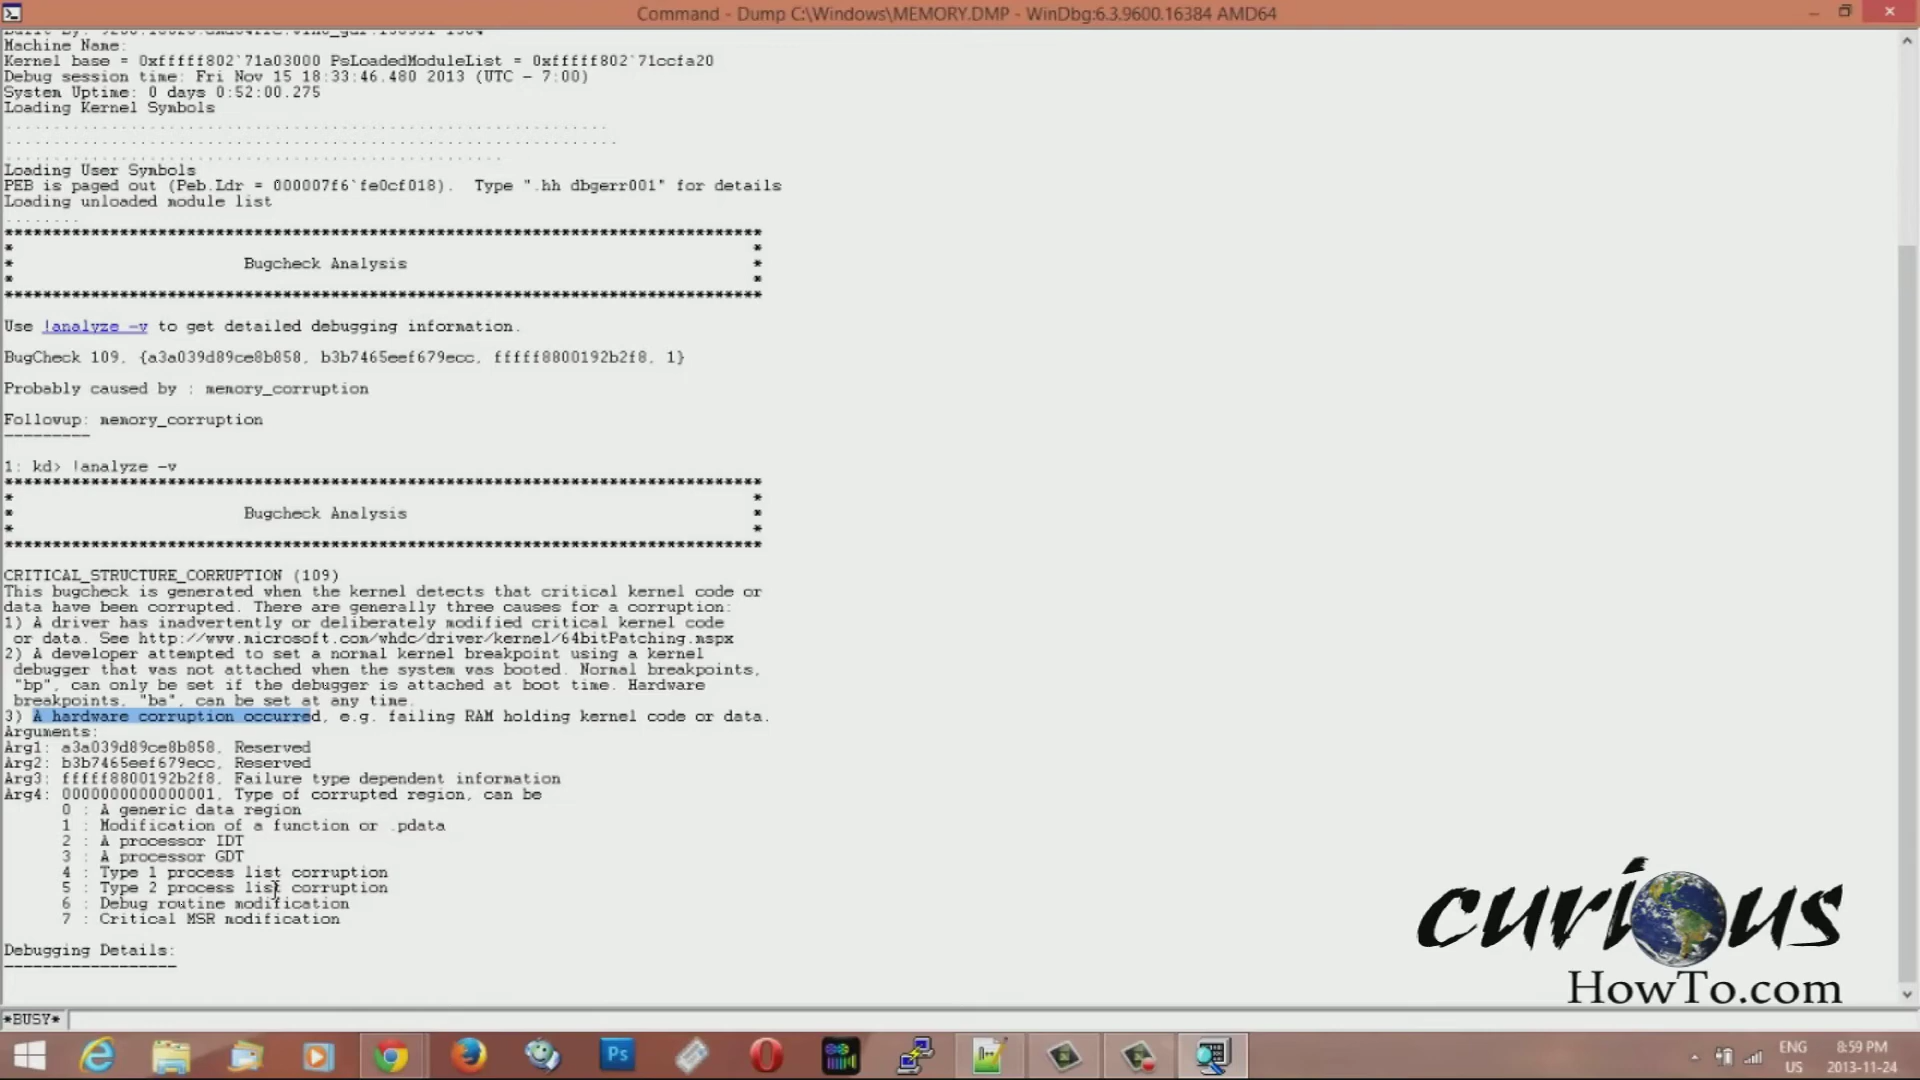 Command - Dump C:\Windows\MEMORY.DMP - WinDbg:6.3.9600.16384 AMD64
Machine Name:
Kernel base = 0xfffff802`71a03000 PsLoadedModuleList = 0xfffff802`71ccfa20
Debug session time: Fri Nov 15 18:33:46.480 2013 (UTC - 7:00)
System Uptime: 0 days 0:52:00.275
Loading Kernel Symbols
...............................................................
................................................................
....................................................
Loading User Symbols
PEB is paged out (Peb.Ldr = 000007f6`fe0cf018).  Type ".hh dbgerr001" for details
Loading unloaded module list
........
*******************************************************************************
*                                                                             *
*                        Bugcheck Analysis                                    *
*                                                                             *
*******************************************************************************
Use !analyze -v to get detailed debugging information.
BugCheck 109, {a3a039d89ce8b858, b3b7465eef679ecc, fffff8800192b2f8, 1}
Probably caused by : memory_corruption
Followup: memory_corruption
---------
1: kd> !analyze -v
*******************************************************************************
*                                                                             *
*                        Bugcheck Analysis                                    *
*                                                                             *
*******************************************************************************
CRITICAL_STRUCTURE_CORRUPTION (109)
This bugcheck is generated when the kernel detects that critical kernel code or
data have been corrupted. There are generally three causes for a corruption:
1) A driver has inadvertently or deliberately modified critical kernel code
or data. See http://www.microsoft.com/whdc/driver/kernel/64bitPatching.mspx
2) A developer attempted to set a normal kernel breakpoint using a kernel
debugger that was not attached when the system was booted. Normal breakpoints,
"bp", can only be set if the debugger is attached at boot time. Hardware
breakpoints, "ba", can be set at any time.
3) A hardware corruption occurred, e.g. failing RAM holding kernel code or data.
Arguments:
Arg1: a3a039d89ce8b858, Reserved
Arg2: b3b7465eef679ecc, Reserved
Arg3: fffff8800192b2f8, Failure type dependent information
Arg4: 0000000000000001, Type of corrupted region, can be
0 : A generic data region
1 : Modification of a function or .pdata
2 : A processor IDT
3 : A processor GDT
4 : Type 1 process list corruption
5 : Type 2 process list corruption
6 : Debug routine modification
7 : Critical MSR modification
Debugging Details:
------------------
curious
HowTo.com
*BUSY*
Ps
ENG
US
8:59 PM
2013-11-24